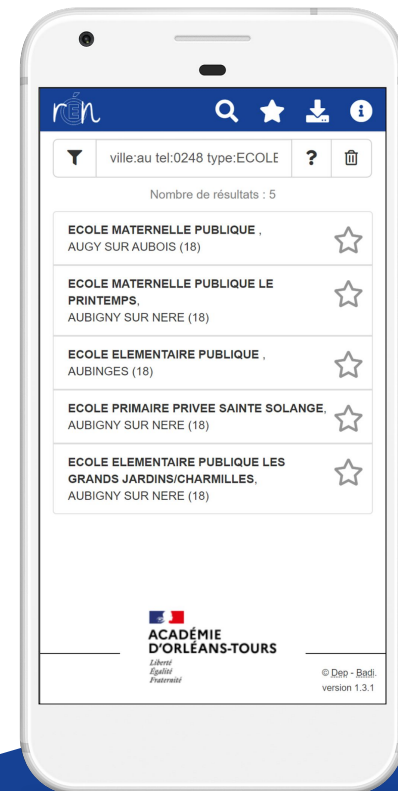 ren
ville:au tel:0248 type:ECOLE
?
Nombre de résultats : 5
ECOLE MATERNELLE PUBLIQUE ,
AUGY SUR AUBOIS (18)
ECOLE MATERNELLE PUBLIQUE LE
PRINTEMPS,
AUBIGNY SUR NERE (18)
ECOLE ELEMENTAIRE PUBLIQUE ,
AUBINGES (18)
ECOLE PRIMAIRE PRIVEE SAINTE SOLANGE,
AUBIGNY SUR NERE (18)
ECOLE ELEMENTAIRE PUBLIQUE LES
GRANDS JARDINS/CHARMILLES,
AUBIGNY SUR NERE (18)
ACADÉMIE
D'ORLÉANS-TOURS
Liberté
Égalité
Fraternité
© Dep - Badi.
version 1.3.1